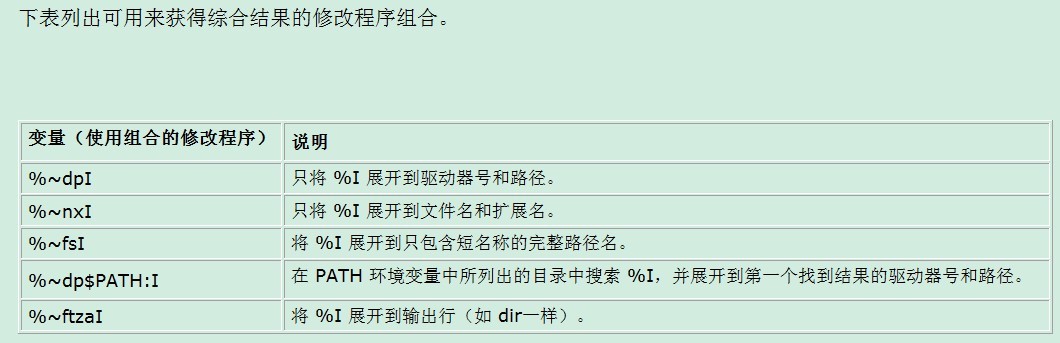 下表列出可用来获得综合结果的修改程序组合。
变量（使用组合的修改程序） 说明
%~dpI 只将 %I 展开到驱动器号和路径。
%~nxI 只将 %I 展开到文件名和扩展名。
%~fsI 将 %I 展开到只包含短名称的完整路径名。
%~dp$PATH:I 在 PATH 环境变量中所列出的目录中搜索 %I，并展开到第一个找到结果的驱动器号和路径。
%~ftzaI 将 %I 展开到输出行（如 dir一样）。